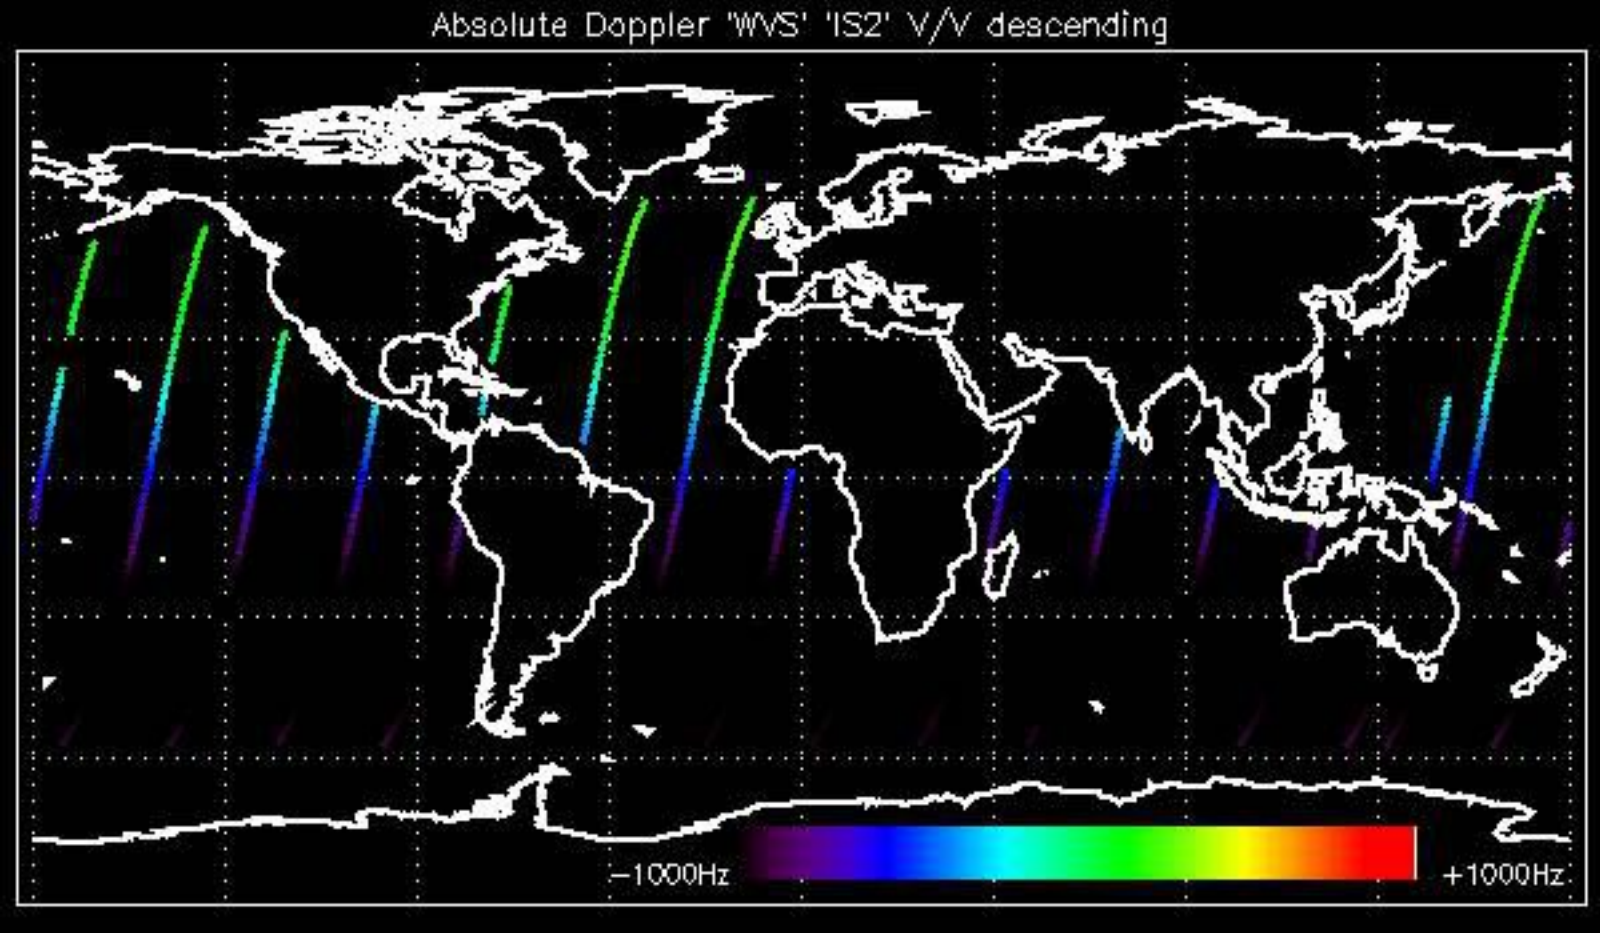 Absolute Doppler 'WVS' 'IS2' V/V descending
-1000Hz +1000Hz